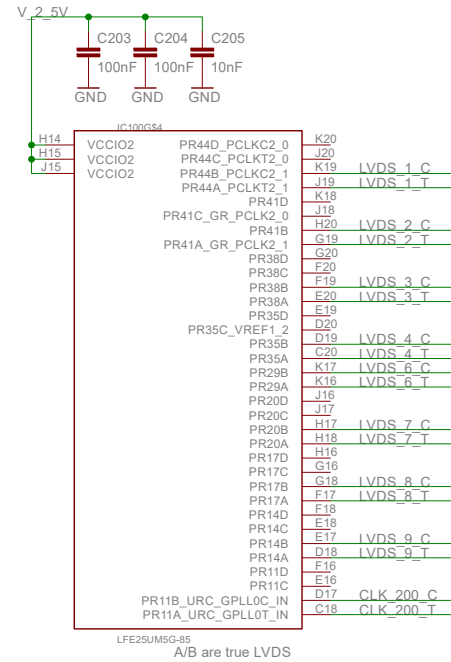 V_2_5V
C203 C204 C205
100nF 100nF 10nF
GND GND GND
IC100G$4
H14 VCCIO2 PR44D_PCLKC2_0 K20
H15 VCCIO2 PR44C_PCLKT2_0 J20
J15 VCCIO2 PR44B_PCLKC2_1 K19 LVDS_1_C
PR44A_PCLKT2_1 J19 LVDS_1_T
PR41D K18
PR41C_GR_PCLK2_0 J18
PR41B H20 LVDS_2_C
PR41A_GR_PCLK2_1 G19 LVDS_2_T
PR38D G20
PR38C F20
PR38B F19 LVDS_3_C
PR38A E20 LVDS_3_T
PR35D E19
PR35C_VREF1_2 D20
PR35B D19 LVDS_4_C
PR35A C20 LVDS_4_T
PR29B K17 LVDS_6_C
PR29A K16 LVDS_6_T
PR20D J16
PR20C J17
PR20B H17 LVDS_7_C
PR20A H18 LVDS_7_T
PR17D H16
PR17C G16
PR17B G18 LVDS_8_C
PR17A F17 LVDS_8_T
PR14D F18
PR14C E18
PR14B E17 LVDS_9_C
PR14A D18 LVDS_9_T
PR11D F16
PR11C E16
PR11B_URC_GPLL0C_IN D17 CLK_200_C
PR11A_URC_GPLL0T_IN C18 CLK_200_T
LFE25UM5G-85
A/B are true LVDS